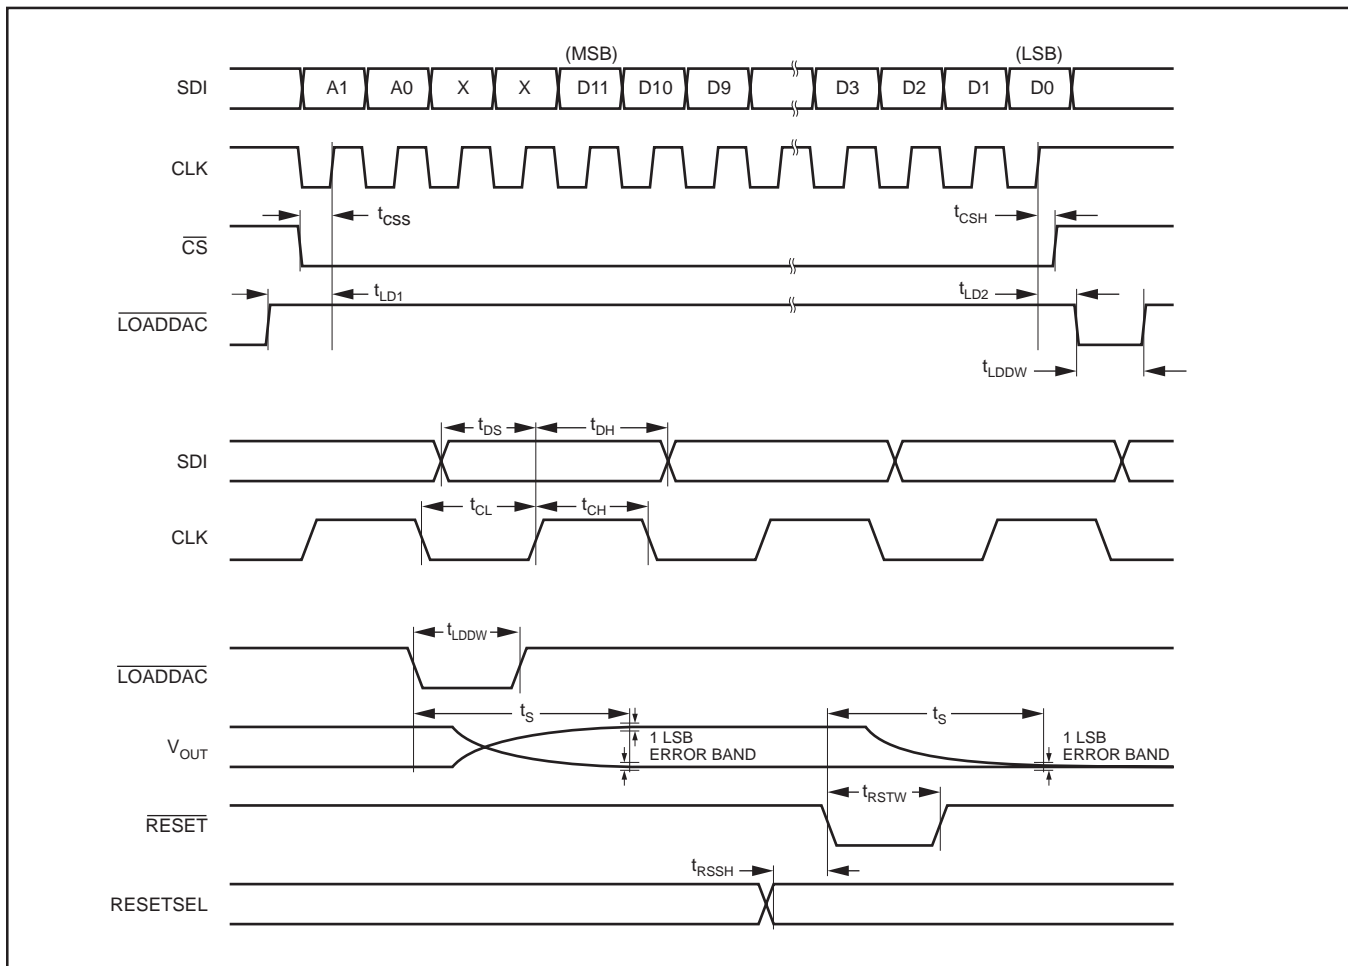 (MSB) (LSB)
SDI A1 A0 X X D11 D10 D9 D3 D2 D1 D0
CLK
tCSS tCSH
CS
tLD1 tLD2
LOADDAC
tLDDW
tDS tDH
SDI
tCL tCH
CLK
tLDDW
LOADDAC
tS tS
VOUT 1 LSB 1 LSB
ERROR BAND ERROR BAND
tRSTW
RESET
tRSSH
RESETSEL